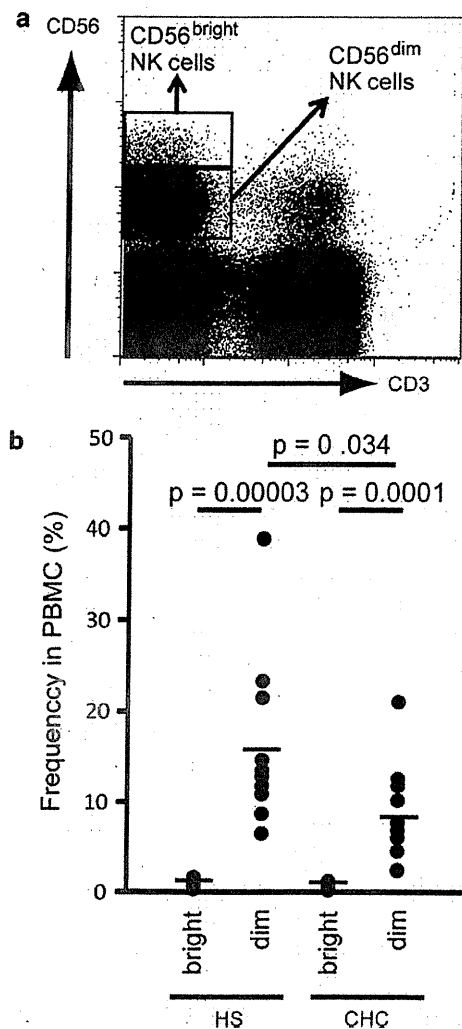 a
CD56
CD56bright
NK cells
CD56dim
NK cells
CD3
b
Frequenccy in PBMC (%)
50
40
30
20
10
0
p = 0 .034
p = 0.00003
p = 0.0001
bright
dim
bright
dim
HS
CHC